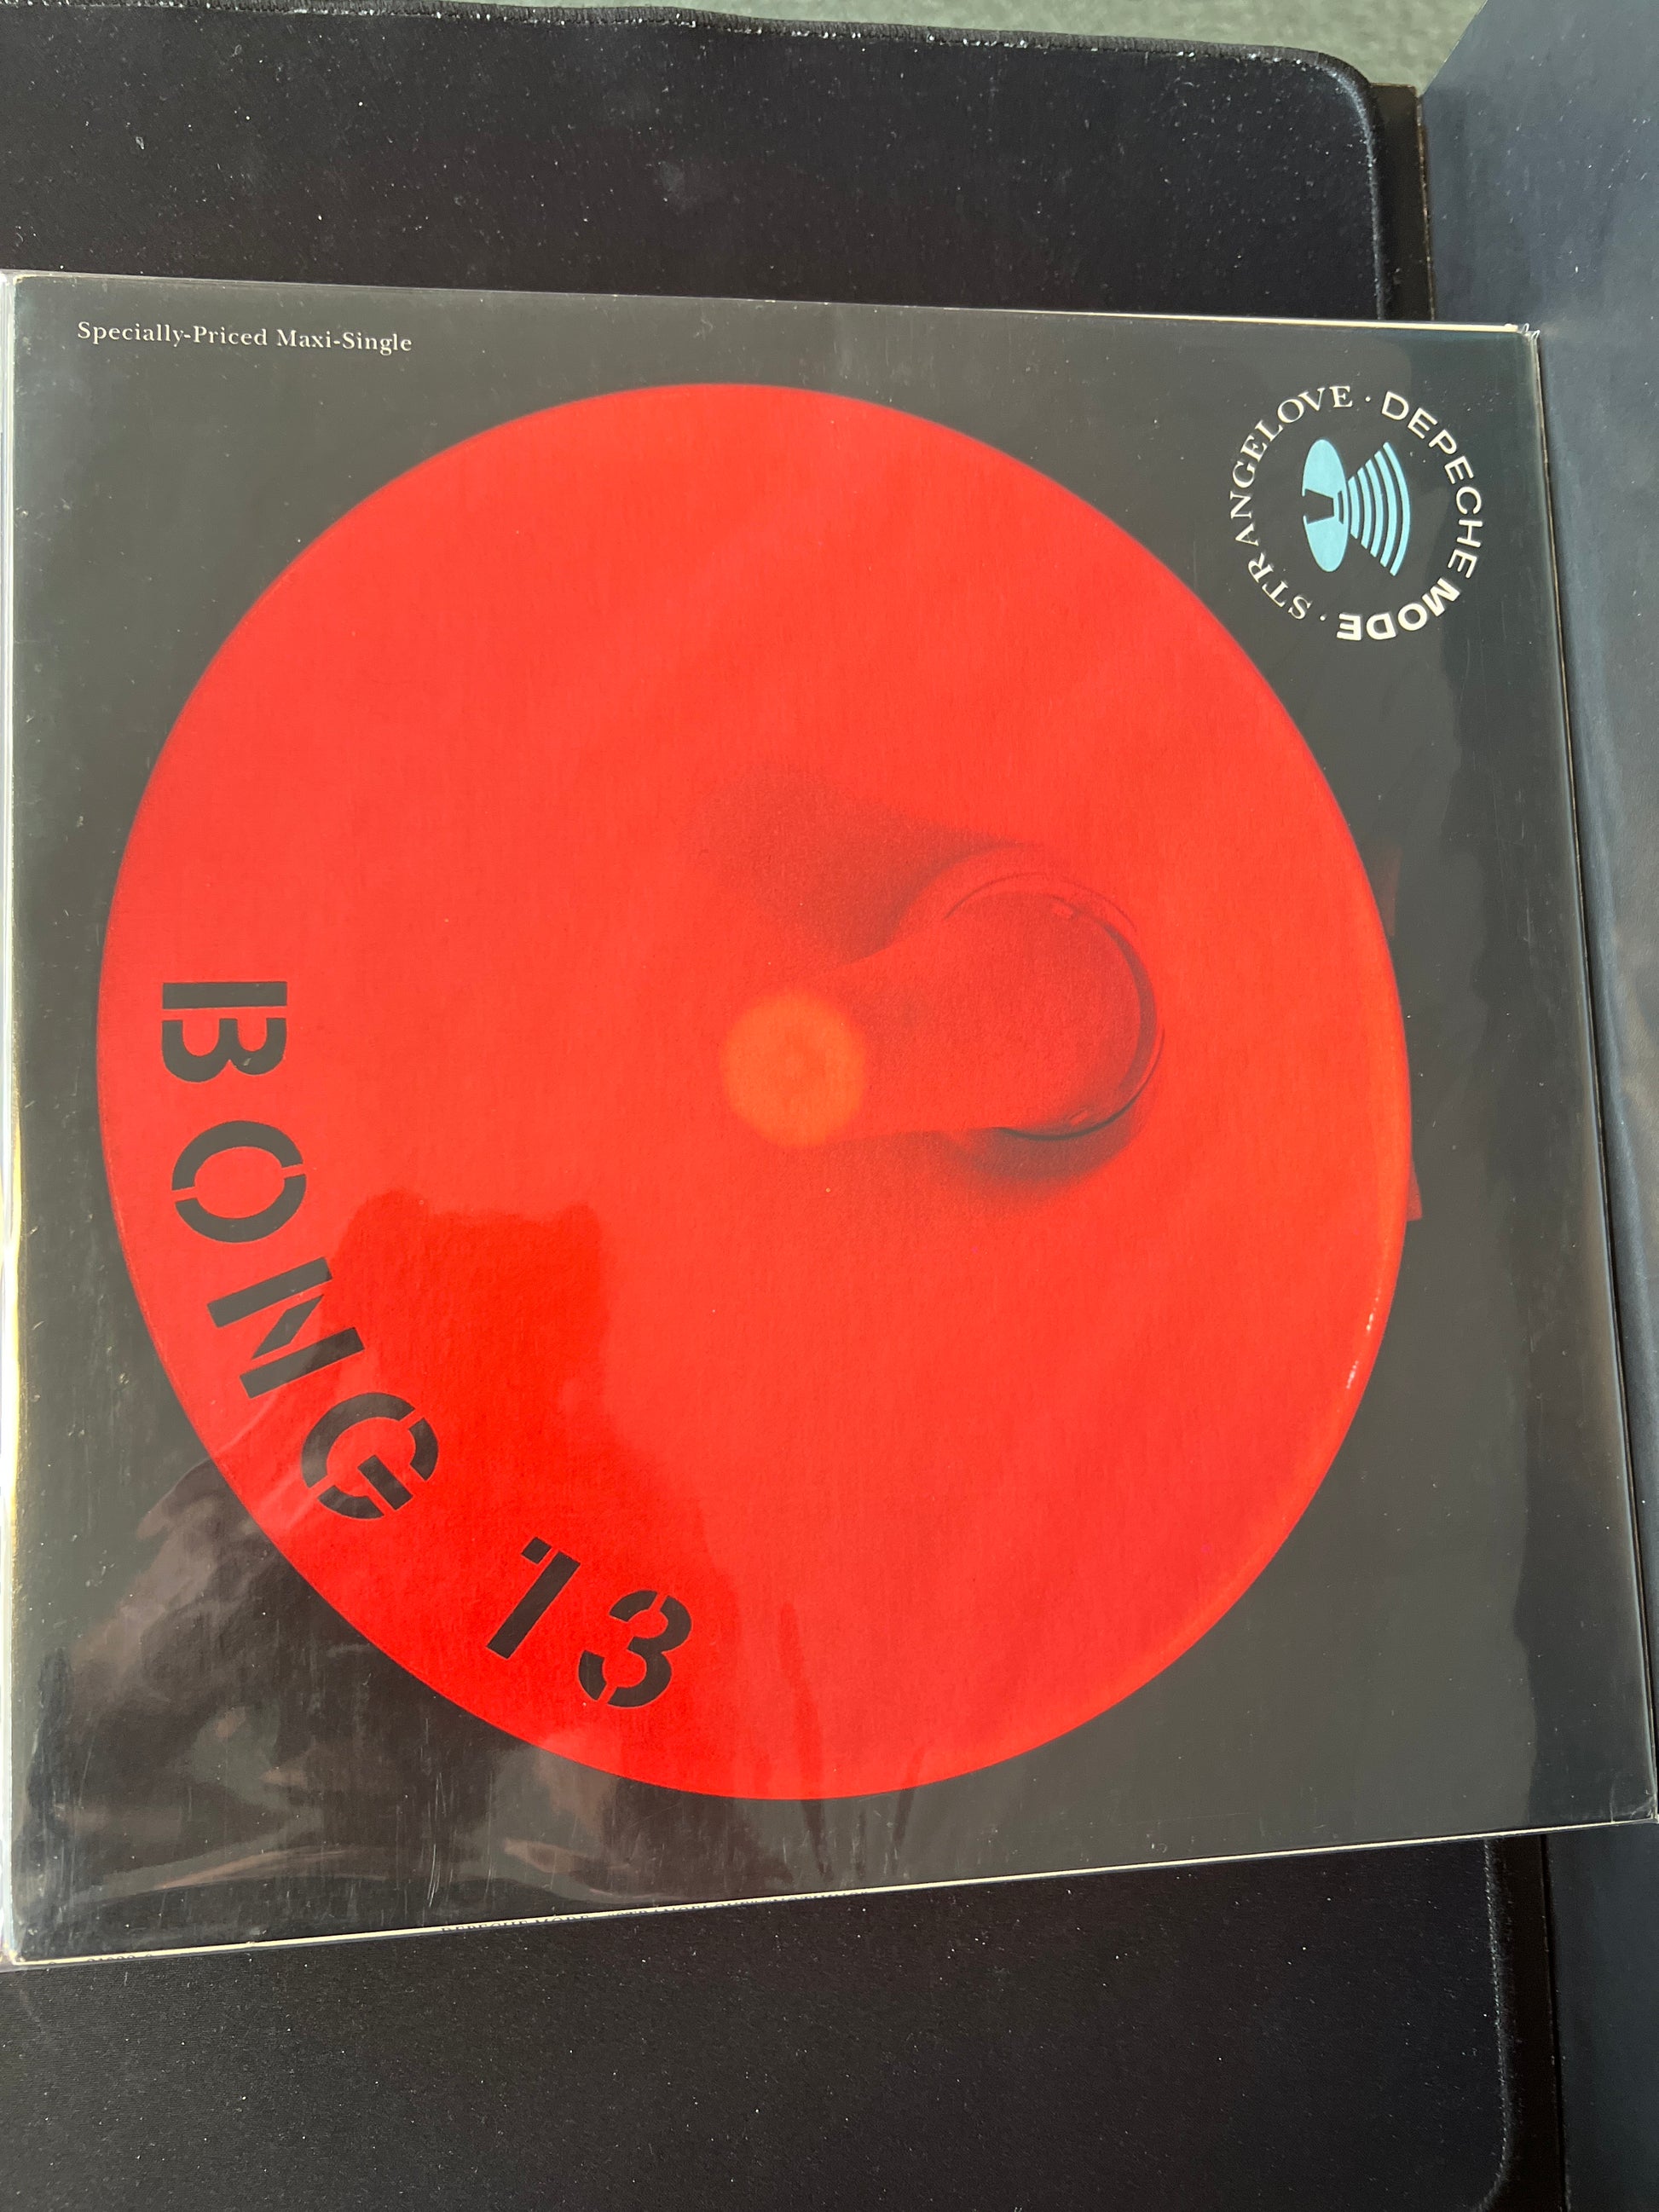 Specially-Priced Maxi-Single
STRANGELOVE · DEPECHE MODE ·
BONG 13